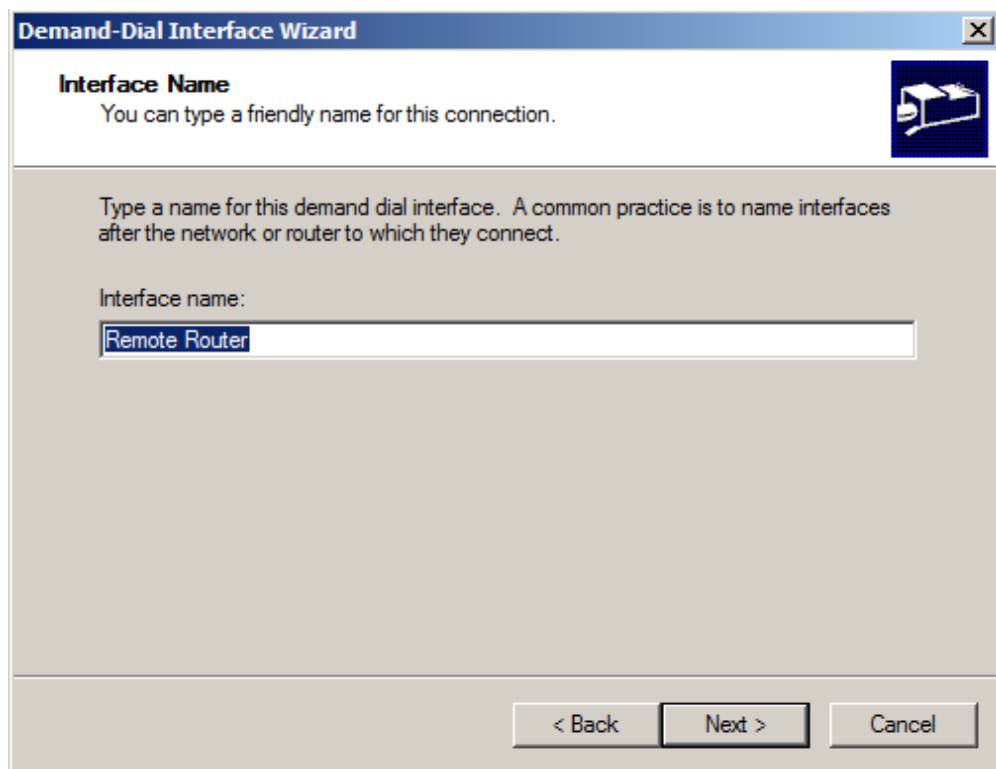 Demand-Dial Interface Wizard
Interface Name
You can type a friendly name for this connection.
Type a name for this demand dial interface.  A common practice is to name interfaces
after the network or router to which they connect.
Interface name:
Remote Router
< Back
Next >
Cancel